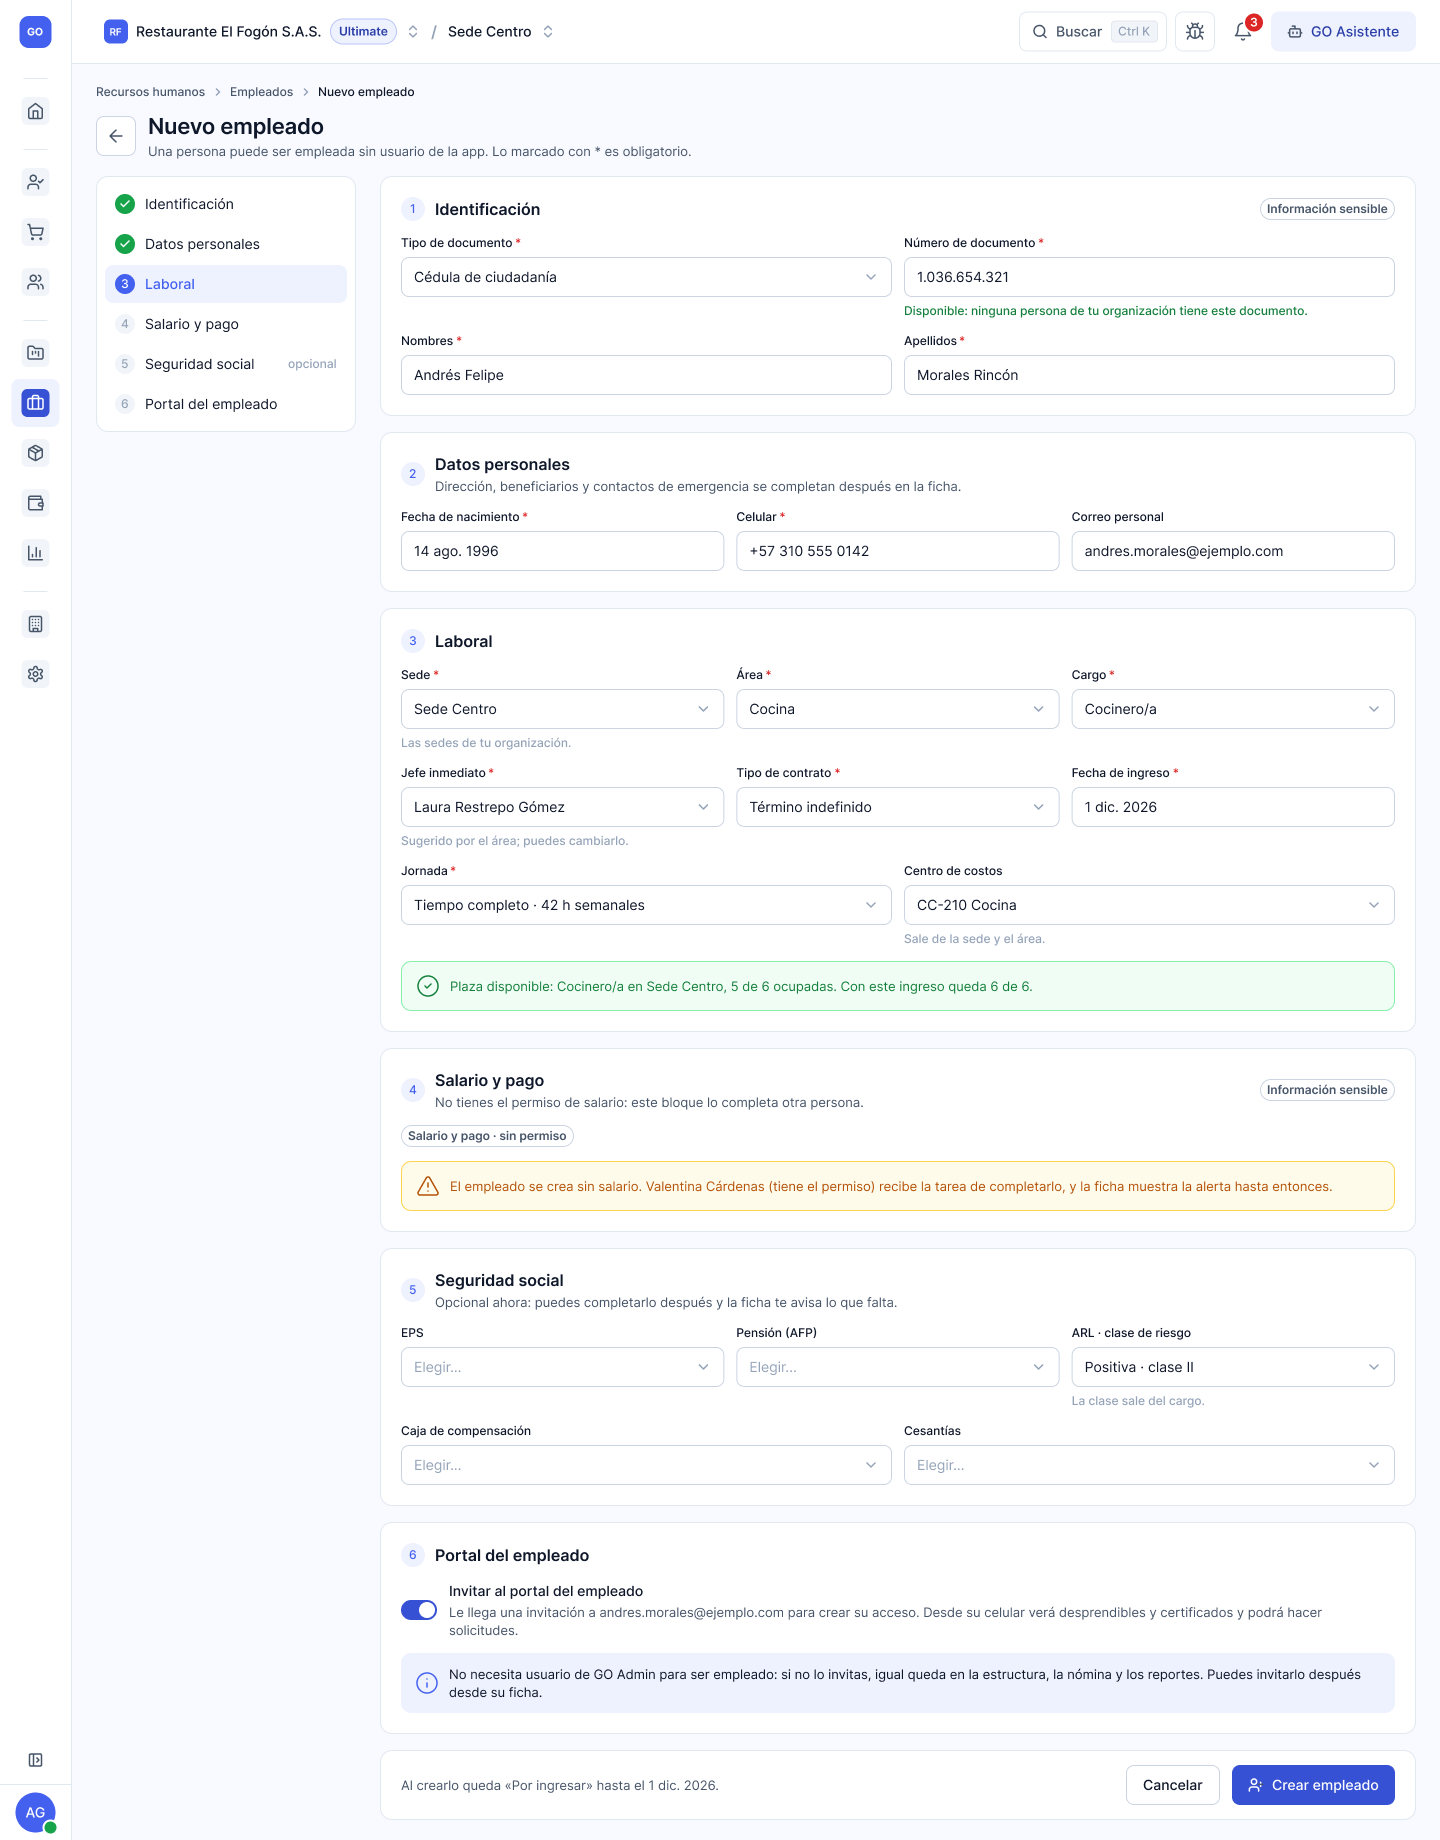 GO
RF
Restaurante El Fogón S.A.S.
Ultimate
/
Sede Centro
Buscar
Ctrl K
3
GO Asistente
Recursos humanos > Empleados > Nuevo empleado
Nuevo empleado
Una persona puede ser empleada sin usuario de la app. Lo marcado con * es obligatorio.
Identificación
Datos personales
3 Laboral
4 Salario y pago
5 Seguridad social opcional
6 Portal del empleado
1 Identificación
Información sensible
Tipo de documento *
Número de documento *
Cédula de ciudadanía
1.036.654.321
Disponible: ninguna persona de tu organización tiene este documento.
Nombres *
Apellidos *
Andrés Felipe
Morales Rincón
2 Datos personales
Dirección, beneficiarios y contactos de emergencia se completan después en la ficha.
Fecha de nacimiento *
Celular *
Correo personal
14 ago. 1996
+57 310 555 0142
andres.morales@ejemplo.com
3 Laboral
Sede *
Área *
Cargo *
Sede Centro
Cocina
Cocinero/a
Las sedes de tu organización.
Jefe inmediato *
Tipo de contrato *
Fecha de ingreso *
Laura Restrepo Gómez
Término indefinido
1 dic. 2026
Sugerido por el área; puedes cambiarlo.
Jornada *
Centro de costos
Tiempo completo · 42 h semanales
CC-210 Cocina
Sale de la sede y el área.
Plaza disponible: Cocinero/a en Sede Centro, 5 de 6 ocupadas. Con este ingreso queda 6 de 6.
4 Salario y pago
No tienes el permiso de salario: este bloque lo completa otra persona.
Información sensible
Salario y pago · sin permiso
El empleado se crea sin salario. Valentina Cárdenas (tiene el permiso) recibe la tarea de completarlo, y la ficha muestra la alerta hasta entonces.
5 Seguridad social
Opcional ahora: puedes completarlo después y la ficha te avisa lo que falta.
EPS
Pensión (AFP)
ARL · clase de riesgo
Elegir...
Elegir...
Positiva · clase II
La clase sale del cargo.
Caja de compensación
Cesantías
Elegir...
Elegir...
6 Portal del empleado
Invitar al portal del empleado
Le llega una invitación a andres.morales@ejemplo.com para crear su acceso. Desde su celular verá desprendibles y certificados y podrá hacer
solicitudes.
No necesita usuario de GO Admin para ser empleado: si no lo invitas, igual queda en la estructura, la nómina y los reportes. Puedes invitarlo después
desde su ficha.
Al crearlo queda «Por ingresar» hasta el 1 dic. 2026.
Cancelar
Crear empleado
AG